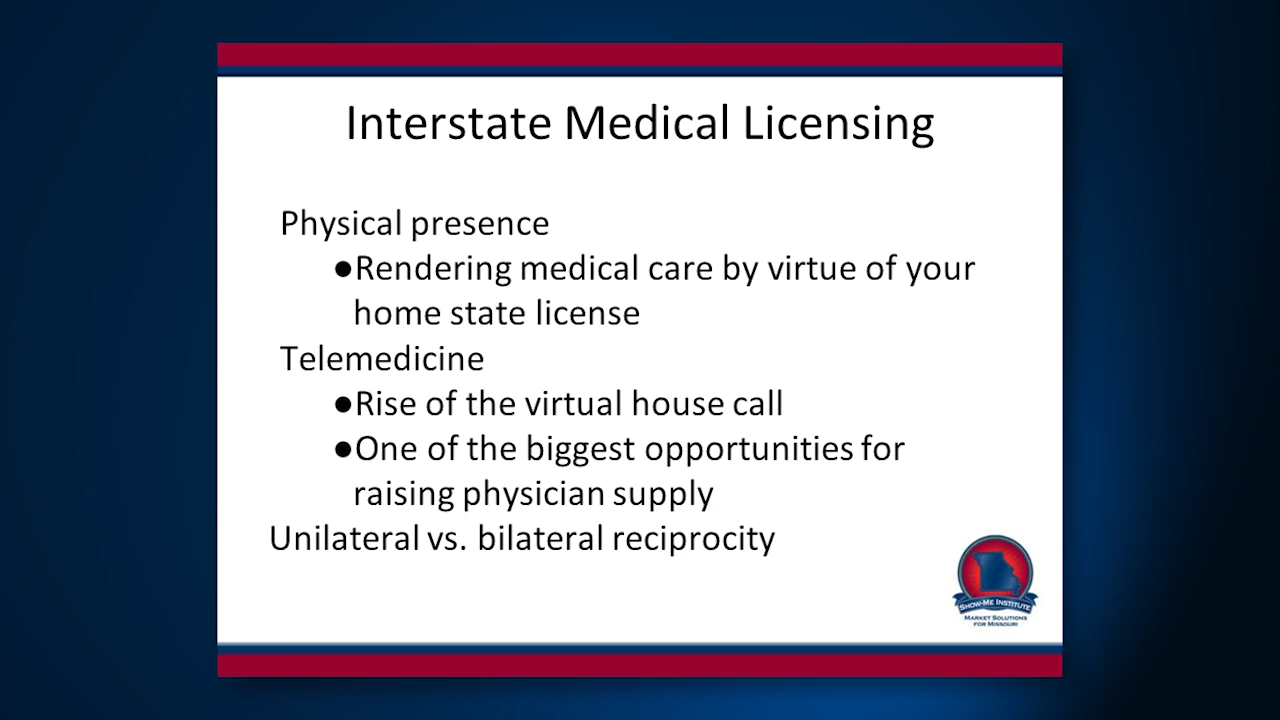 Interstate Medical Licensing
Physical presence
●Rendering medical care by virtue of your
home state license
Telemedicine
●Rise of the virtual house call
●One of the biggest opportunities for
raising physician supply
Unilateral vs. bilateral reciprocity
SHOW-ME INSTITUTE
MARKET SOLUTIONS
FOR MISSOURI